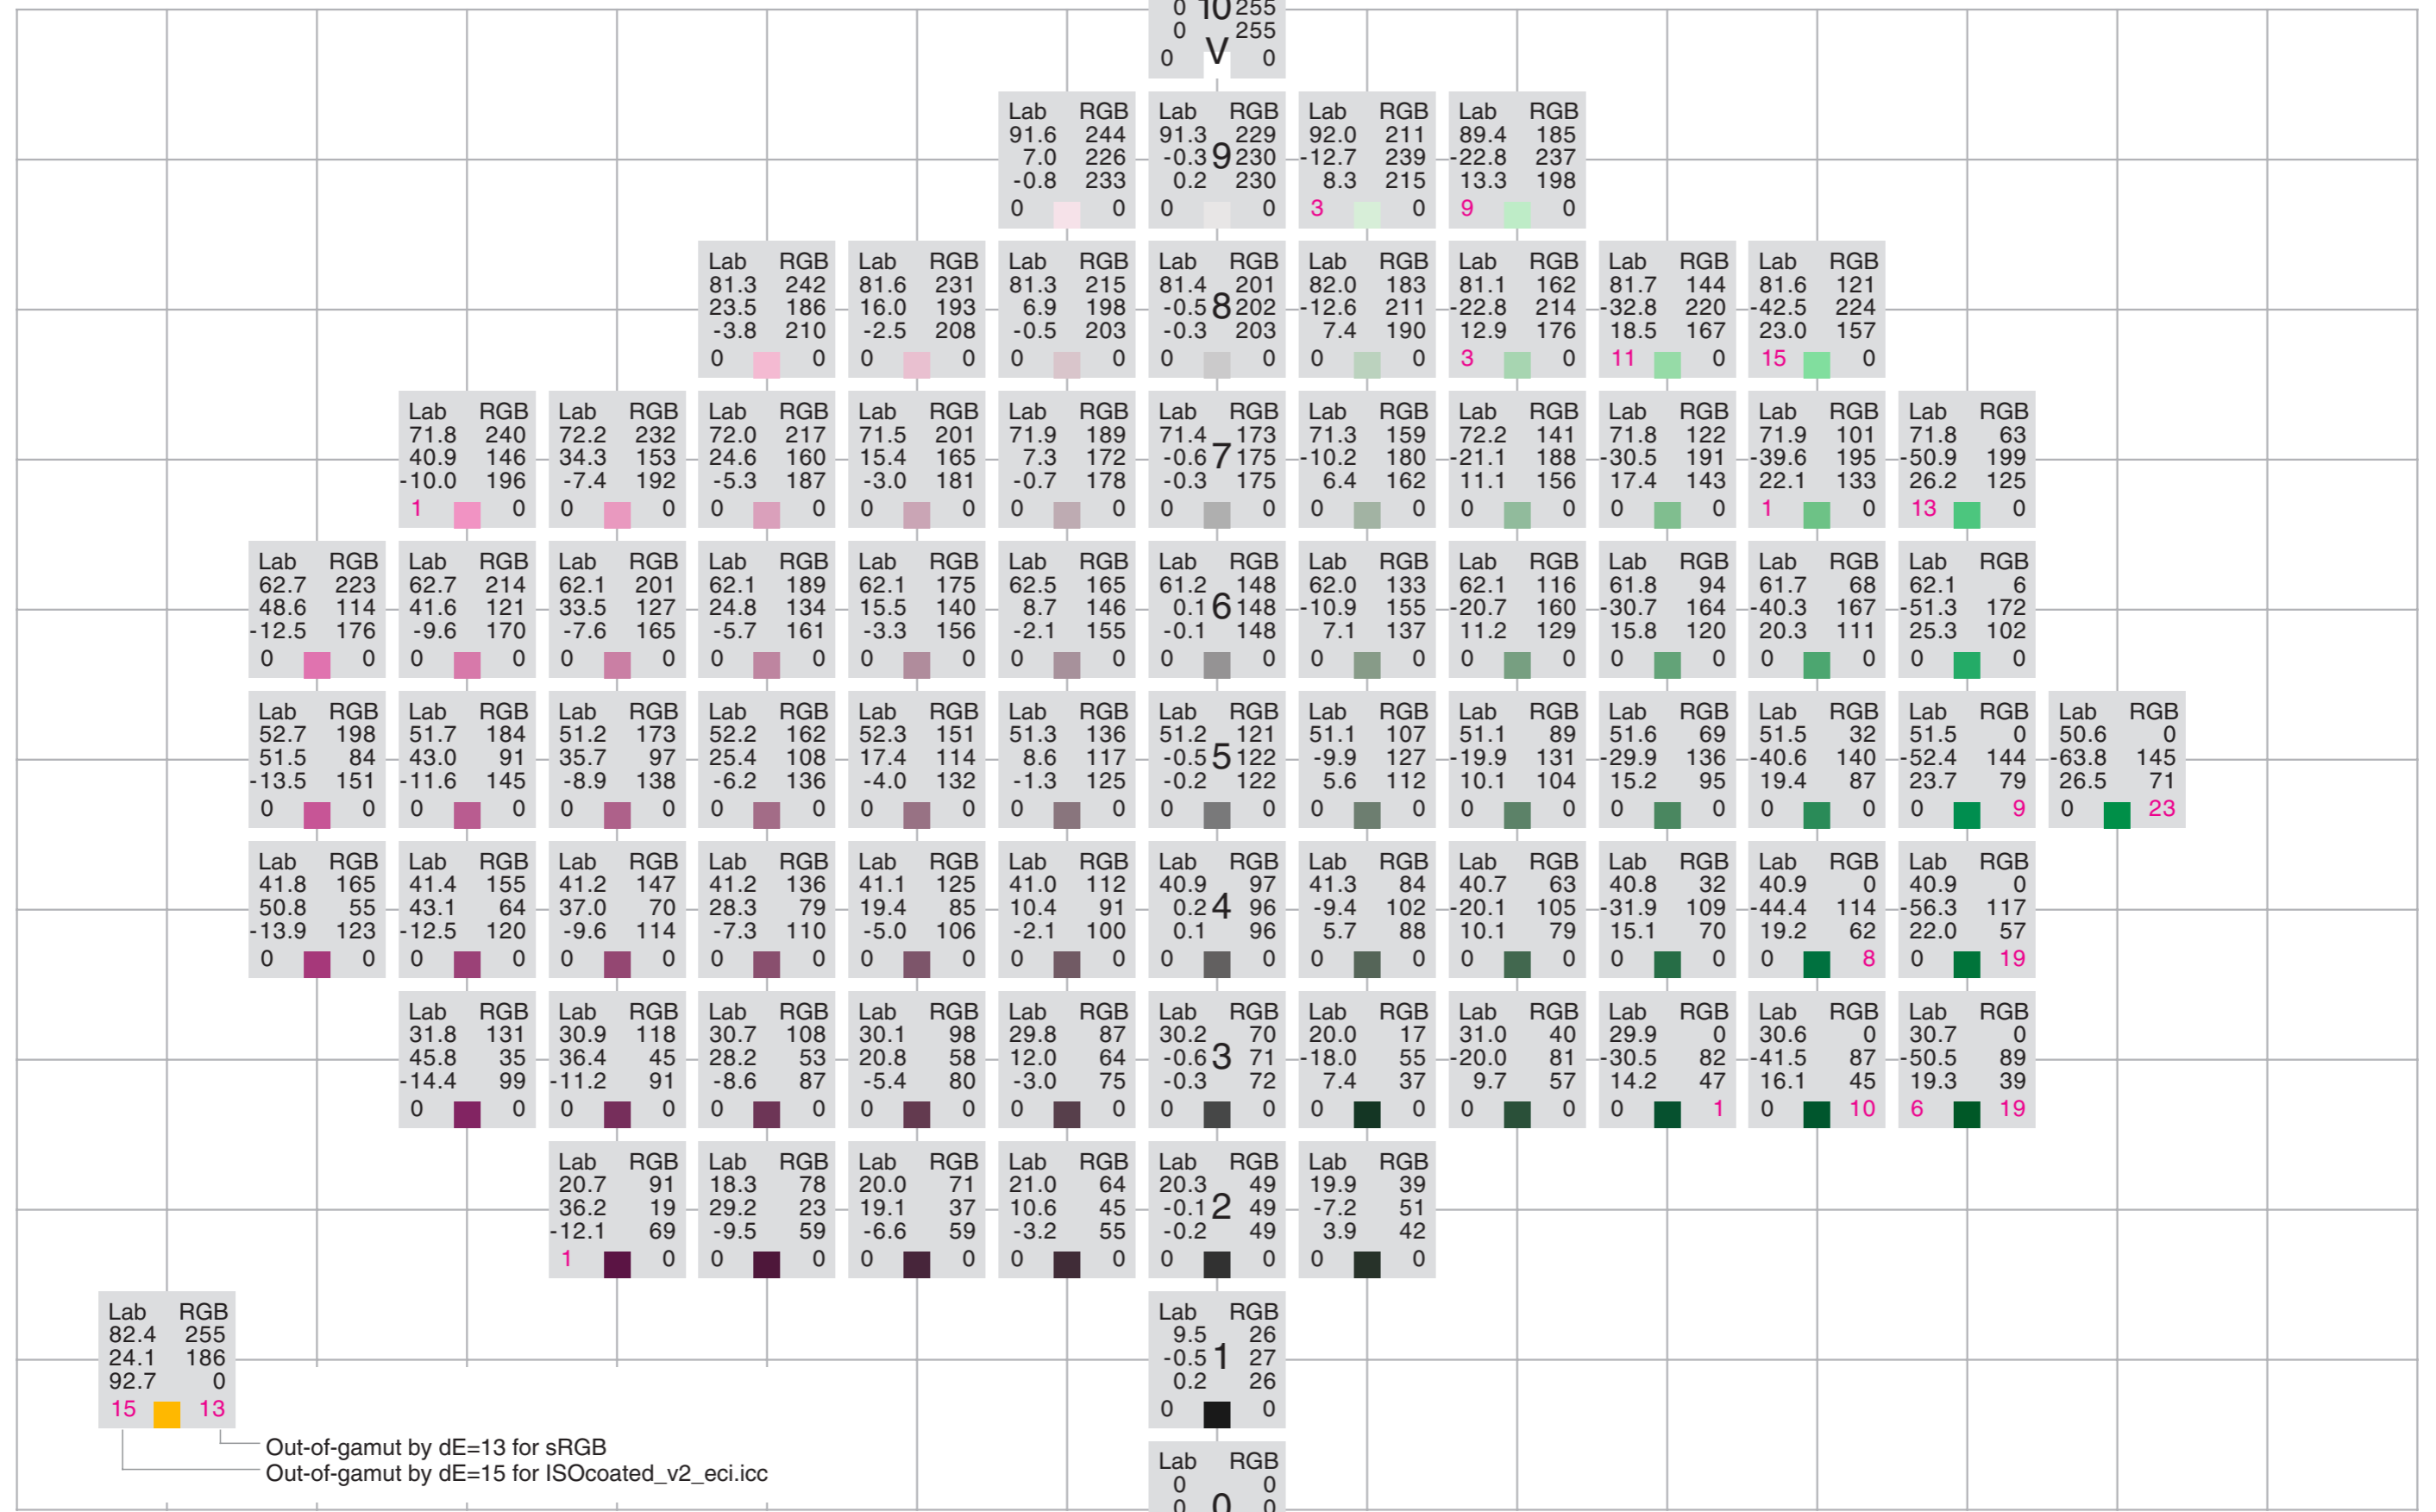 0 10 255
0 255
0 V 0
Lab RGB Lab RGB Lab RGB Lab RGB
91.6 244 91.3 229 92.0 211 89.4 185
7.0 226 -0.3 9 230 -12.7 239 -22.8 237
-0.8 233 0.2 230 8.3 215 13.3 198
0 0 0 0 3 0 9 0
Lab RGB Lab RGB Lab RGB Lab RGB Lab RGB Lab RGB Lab RGB Lab RGB
81.3 242 81.6 231 81.3 215 81.4 201 82.0 183 81.1 162 81.7 144 81.6 121
23.5 186 16.0 193 6.9 198 -0.5 8 202 -12.6 211 -22.8 214 -32.8 220 -42.5 224
-3.8 210 -2.5 208 -0.5 203 -0.3 203 7.4 190 12.9 176 18.5 167 23.0 157
0 0 0 0 0 0 0 0 0 0 3 0 11 0 15 0
Lab RGB Lab RGB Lab RGB Lab RGB Lab RGB Lab RGB Lab RGB Lab RGB Lab RGB Lab RGB Lab RGB
71.8 240 72.2 232 72.0 217 71.5 201 71.9 189 71.4 173 71.3 159 72.2 141 71.8 122 71.9 101 71.8 63
40.9 146 34.3 153 24.6 160 15.4 165 7.3 172 -0.6 7 175 -10.2 180 -21.1 188 -30.5 191 -39.6 195 -50.9 199
-10.0 196 -7.4 192 -5.3 187 -3.0 181 -0.7 178 -0.3 175 6.4 162 11.1 156 17.4 143 22.1 133 26.2 125
1 0 0 0 0 0 0 0 0 0 0 0 0 0 0 0 0 0 1 0 13 0
Lab RGB Lab RGB Lab RGB Lab RGB Lab RGB Lab RGB Lab RGB Lab RGB Lab RGB Lab RGB Lab RGB Lab RGB
62.7 223 62.7 214 62.1 201 62.1 189 62.1 175 62.5 165 61.2 148 62.0 133 62.1 116 61.8 94 61.7 68 62.1 6
48.6 114 41.6 121 33.5 127 24.8 134 15.5 140 8.7 146 0.1 6 148 -10.9 155 -20.7 160 -30.7 164 -40.3 167 -51.3 172
-12.5 176 -9.6 170 -7.6 165 -5.7 161 -3.3 156 -2.1 155 -0.1 148 7.1 137 11.2 129 15.8 120 20.3 111 25.3 102
0 0 0 0 0 0 0 0 0 0 0 0 0 0 0 0 0 0 0 0 0 0 0 0
Lab RGB Lab RGB Lab RGB Lab RGB Lab RGB Lab RGB Lab RGB Lab RGB Lab RGB Lab RGB Lab RGB Lab RGB Lab RGB
52.7 198 51.7 184 51.2 173 52.2 162 52.3 151 51.3 136 51.2 121 51.1 107 51.1 89 51.6 69 51.5 32 51.5 0 50.6 0
51.5 84 43.0 91 35.7 97 25.4 108 17.4 114 8.6 117 -0.5 5 122 -9.9 127 -19.9 131 -29.9 136 -40.6 140 -52.4 144 -63.8 145
-13.5 151 -11.6 145 -8.9 138 -6.2 136 -4.0 132 -1.3 125 -0.2 122 5.6 112 10.1 104 15.2 95 19.4 87 23.7 79 26.5 71
0 0 0 0 0 0 0 0 0 0 0 0 0 0 0 0 0 0 0 0 0 0 0 9 0 23
Lab RGB Lab RGB Lab RGB Lab RGB Lab RGB Lab RGB Lab RGB Lab RGB Lab RGB Lab RGB Lab RGB Lab RGB
41.8 165 41.4 155 41.2 147 41.2 136 41.1 125 41.0 112 40.9 97 41.3 84 40.7 63 40.8 32 40.9 0 40.9 0
50.8 55 43.1 64 37.0 70 28.3 79 19.4 85 10.4 91 0.2 4 96 -9.4 102 -20.1 105 -31.9 109 -44.4 114 -56.3 117
-13.9 123 -12.5 120 -9.6 114 -7.3 110 -5.0 106 -2.1 100 0.1 96 5.7 88 10.1 79 15.1 70 19.2 62 22.0 57
0 0 0 0 0 0 0 0 0 0 0 0 0 0 0 0 0 0 0 0 0 8 0 19
Lab RGB Lab RGB Lab RGB Lab RGB Lab RGB Lab RGB Lab RGB Lab RGB Lab RGB Lab RGB Lab RGB
31.8 131 30.9 118 30.7 108 30.1 98 29.8 87 30.2 70 20.0 17 31.0 40 29.9 0 30.6 0 30.7 0
45.8 35 36.4 45 28.2 53 20.8 58 12.0 64 -0.6 3 71 -18.0 55 -20.0 81 -30.5 82 -41.5 87 -50.5 89
-14.4 99 -11.2 91 -8.6 87 -5.4 80 -3.0 75 -0.3 72 7.4 37 9.7 57 14.2 47 16.1 45 19.3 39
0 0 0 0 0 0 0 0 0 0 0 0 0 0 0 0 0 1 0 10 6 19
Lab RGB Lab RGB Lab RGB Lab RGB Lab RGB Lab RGB
20.7 91 18.3 78 20.0 71 21.0 64 20.3 49 19.9 39
36.2 19 29.2 23 19.1 37 10.6 45 -0.1 2 49 -7.2 51
-12.1 69 -9.5 59 -6.6 59 -3.2 55 -0.2 49 3.9 42
1 0 0 0 0 0 0 0 0 0 0 0
Lab RGB Lab RGB
82.4 255 9.5 26
24.1 186 -0.5 1 27
92.7 0 0.2 26
15 13 0 0
Out-of-gamut by dE=13 for sRGB
Out-of-gamut by dE=15 for ISOcoated_v2_eci.icc
Lab RGB
0 0
0 0 0